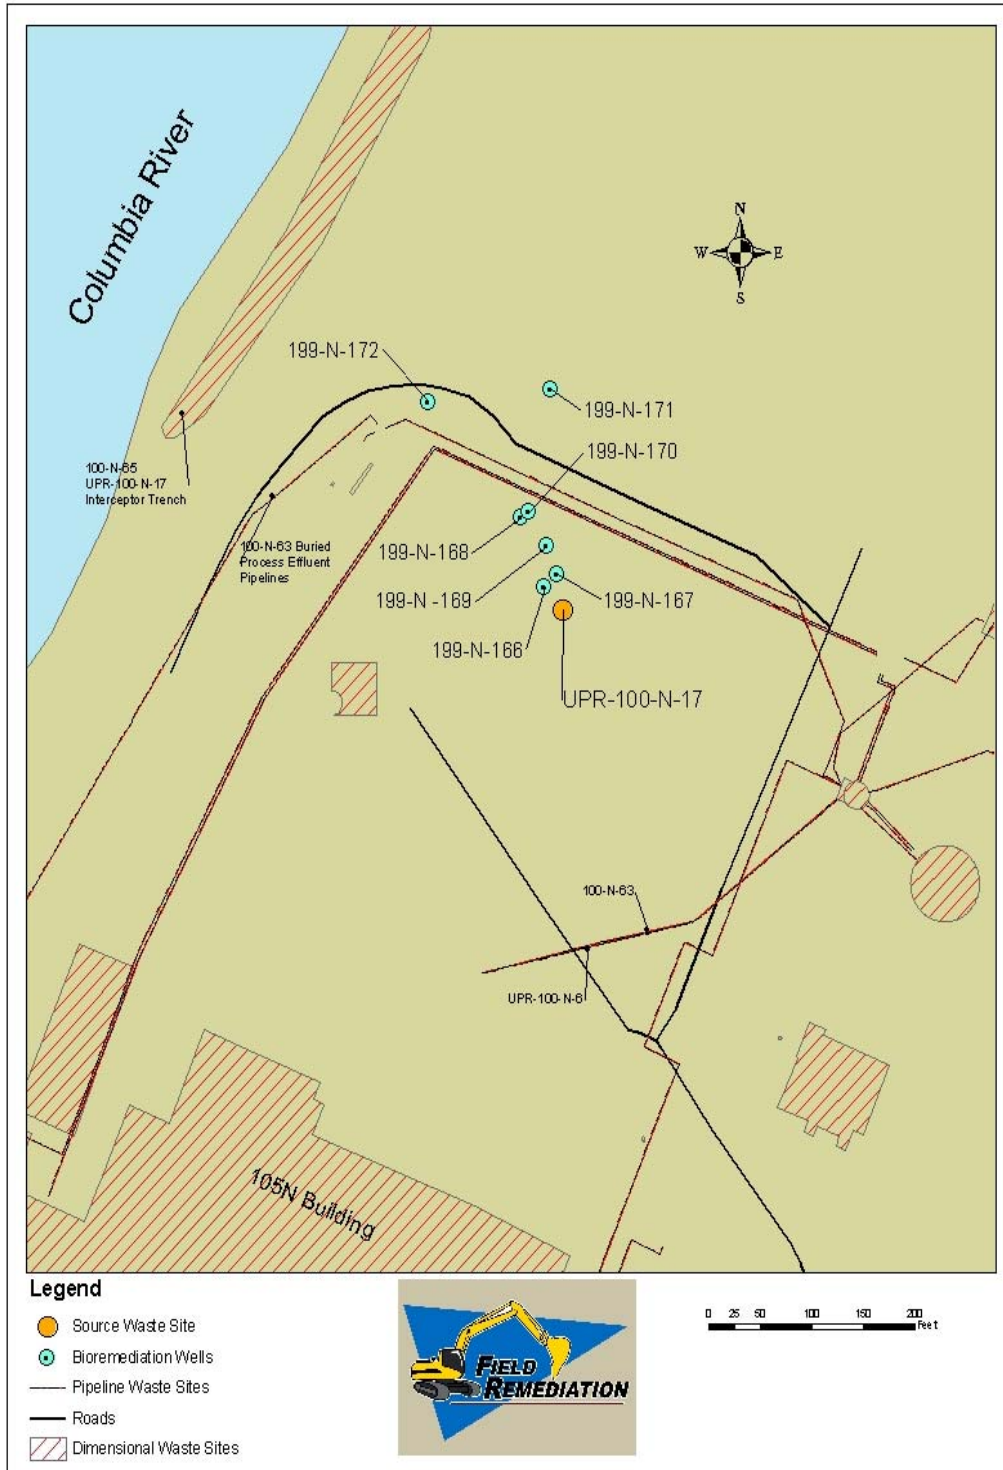 Columbia River
N
W E
S
199-N-172
199-N-171
199-N-170
100-N-65
UPR-100-N-17
Interceptor Trench
199-N-168
100-N-63 Buried
Process Effluent
Pipelines
199-N -169
199-N-167
199-N-166
UPR-100-N-17
100-N-63
UPR-100-N-6
105N Building
Legend
Source Waste Site
Bioremediation Wells
Pipeline Waste Sites
Roads
Dimensional Waste Sites
FIELD
REMEDIATION
0 25 50 100 150 200
Feet